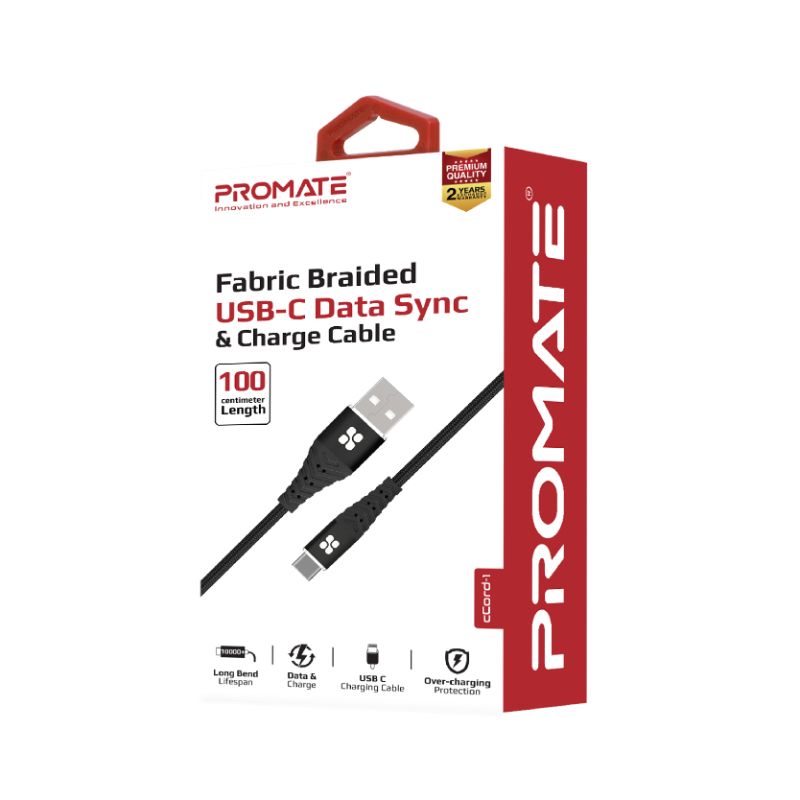 PROMATE
PROMATE®
Innovation and Excellence
PREMIUM
QUALITY
2 YEARS
WARRANTY
Fabric Braided
USB-C Data Sync
& Charge Cable
100
centimeter
Length
10000+
Long Bend
Lifespan
Data &
Charge
USB C
Charging Cable
Over-charging
Protection
cCord-1
PROMATE®